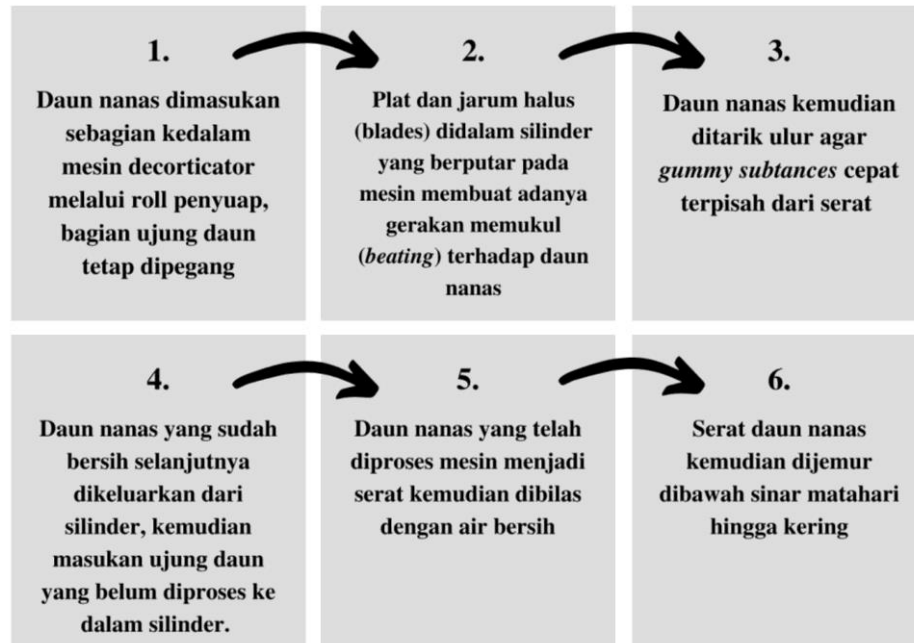 1.
Daun nanas dimasukan
sebagian kedalam
mesin decorticator
melalui roll penyuap,
bagian ujung daun
tetap dipegang
2.
Plat dan jarum halus
(blades) didalam silinder
yang berputar pada
mesin membuat adanya
gerakan memukul
(beating) terhadap daun
nanas
3.
Daun nanas kemudian
ditarik ulur agar
gummy subtances cepat
terpisah dari serat
4.
Daun nanas yang sudah
bersih selanjutnya
dikeluarkan dari
silinder, kemudian
masukan ujung daun
yang belum diproses ke
dalam silinder.
5.
Daun nanas yang telah
diproses mesin menjadi
serat kemudian dibilas
dengan air bersih
6.
Serat daun nanas
kemudian dijemur
dibawah sinar matahari
hingga kering